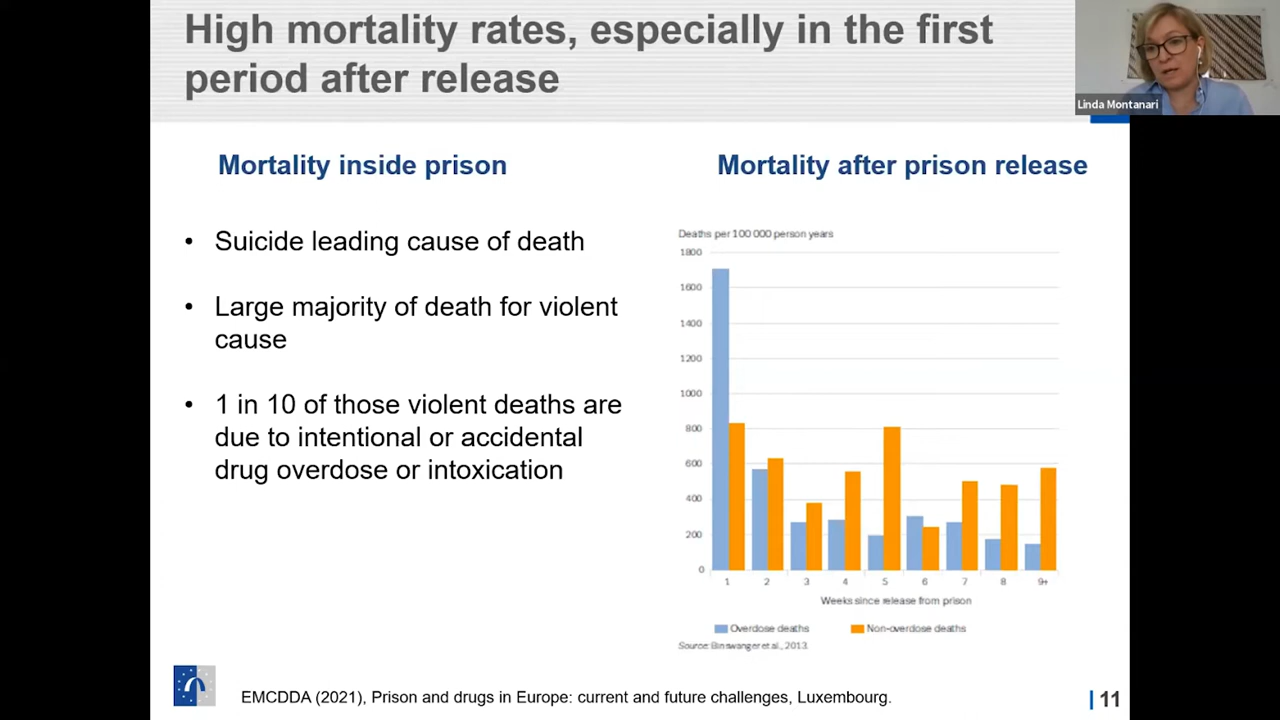 High mortality rates, especially in the first
period after release
Linda Montanari
Mortality inside prison
• Suicide leading cause of death
• Large majority of death for violent
cause
• 1 in 10 of those violent deaths are
due to intentional or accidental
drug overdose or intoxication
Mortality after prison release
Deaths per 100 000 person years
1800
1600
1400
1200
1000
800
600
400
200
0
1 2 3 4 5 6 7 8 9+
Weeks since release from prison
Overdose deaths Non-overdose deaths
Source: Binswanger et al., 2013.
EMCDDA (2021), Prison and drugs in Europe: current and future challenges, Luxembourg.
| 11